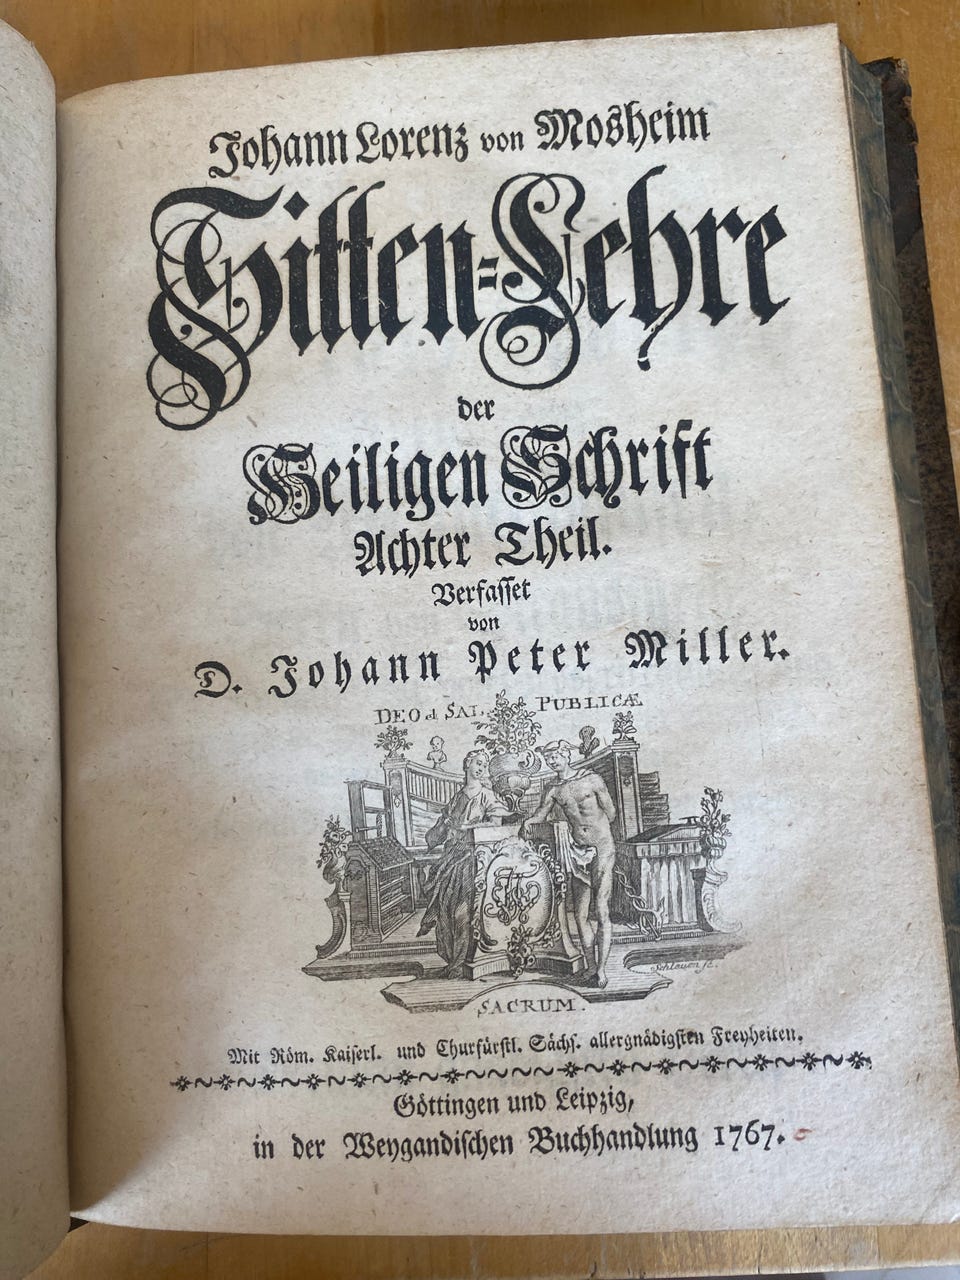 Johann Lorenz von Mosheim
Sitten-Lehre
der
Heiligen Schrift
Achter Theil.
Verfasset
von
D. Johann Peter Miller.
DEO et SAL. PUBLICÆ
SACRUM.
Mit Röm. Kaiserl. und Churfürstl. Sächs. allergnädigsten Freyheiten.
Göttingen und Leipzig,
in der Weygandischen Buchhandlung 1767.